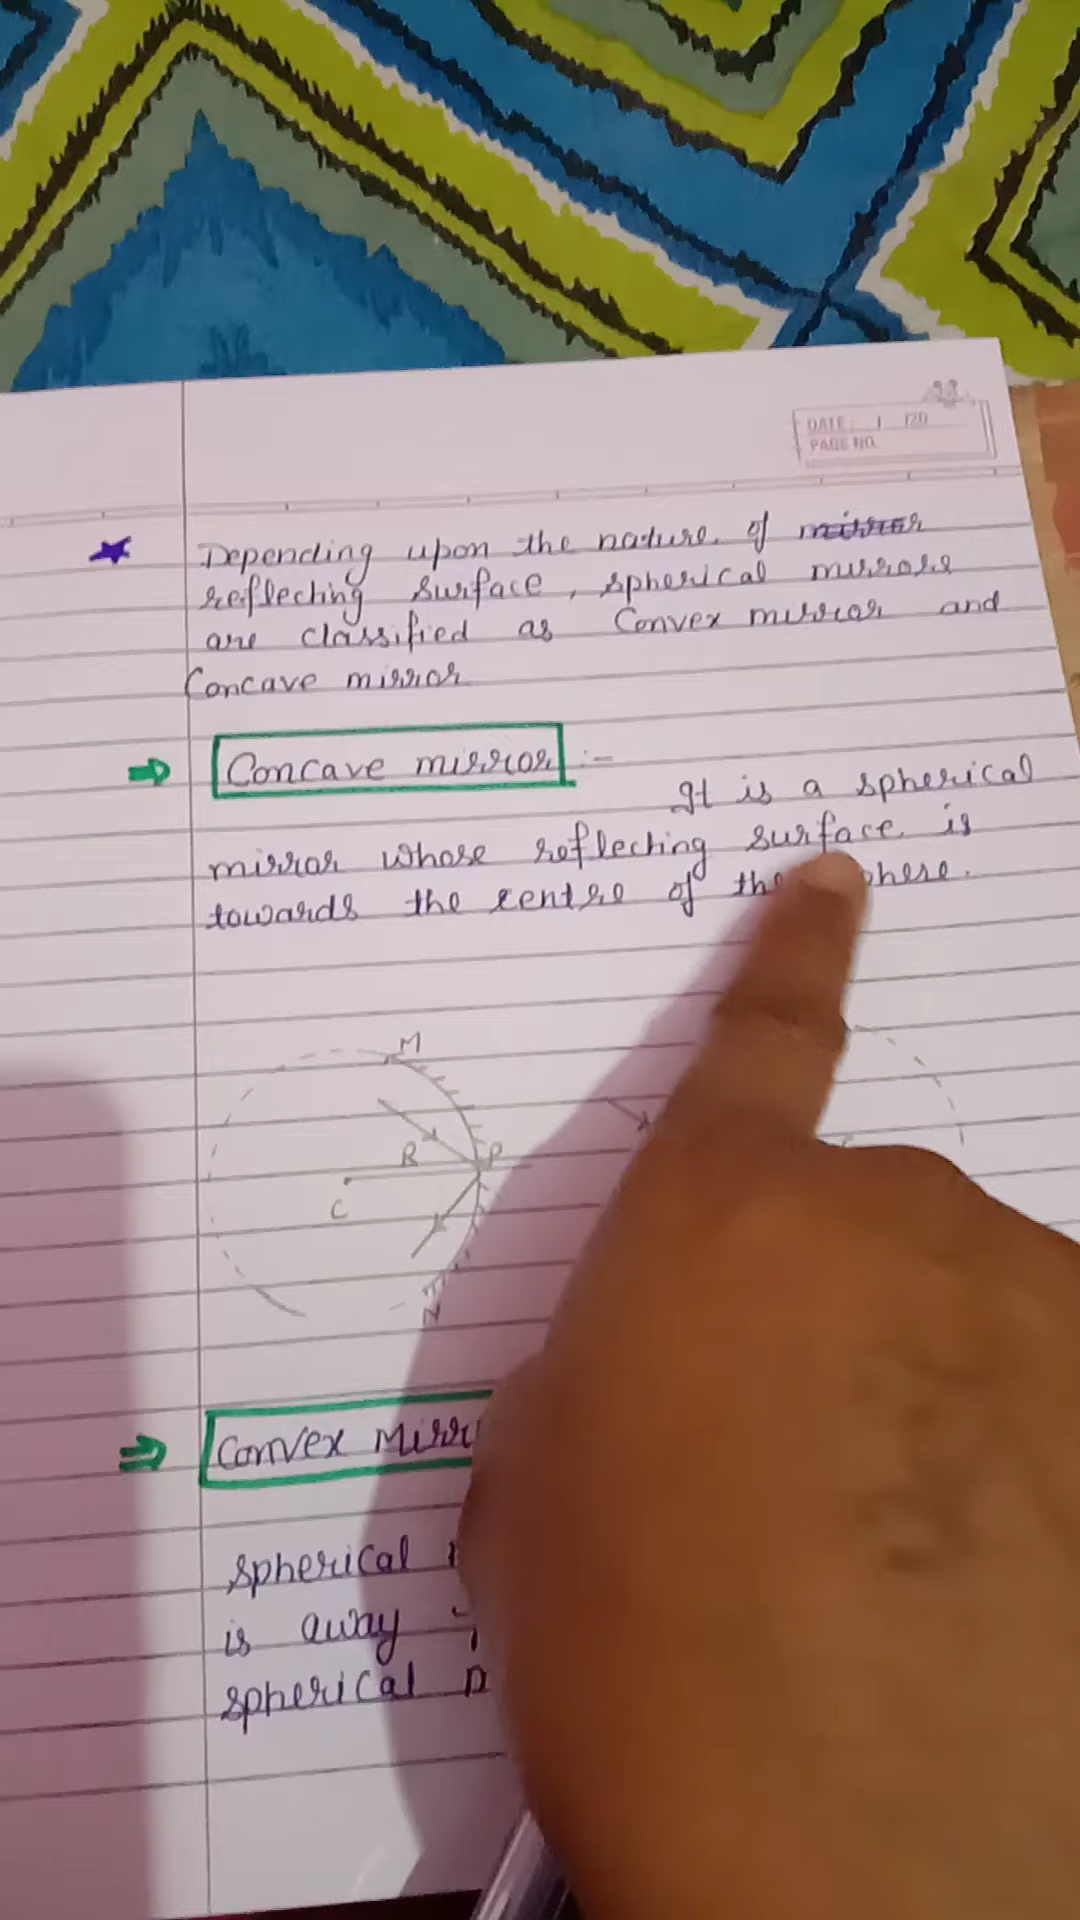 DATE: / /20
PAGE NO.
Depending upon the nature of mirror
reflecting surface, spherical mirrors
are classified as Convex mirror and
Concave mirror
Concave mirror :-
It is a spherical
mirror whose reflecting surface is
towards the centre of the
M
R
P
C
N
Convex
spherical
is away
spherical